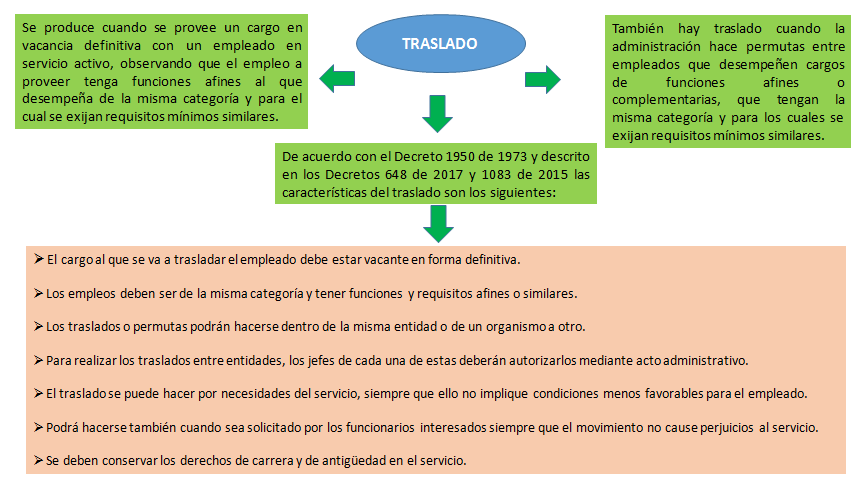 Se produce cuando se provee un cargo en
vacancia definitiva con un empleado en
servicio activo, observando que el empleo a
proveer tenga funciones afines al que
desempeña de la misma categoría y para el
cual se exijan requisitos mínimos similares.
TRASLADO
También hay traslado cuando la
administración hace permutas entre
empleados que desempeñen cargos
de funciones afines o
complementarias, que tengan la
misma categoría y para los cuales se
exijan requisitos mínimos similares.
De acuerdo con el Decreto 1950 de 1973 y descrito
en los Decretos 648 de 2017 y 1083 de 2015 las
características del traslado son los siguientes:
➢ El cargo al que se va a trasladar el empleado debe estar vacante en forma definitiva.
➢ Los empleos deben ser de la misma categoría y tener funciones y requisitos afines o similares.
➢ Los traslados o permutas podrán hacerse dentro de la misma entidad o de un organismo a otro.
➢ Para realizar los traslados entre entidades, los jefes de cada una de estas deberán autorizarlos mediante acto administrativo.
➢ El traslado se puede hacer por necesidades del servicio, siempre que ello no implique condiciones menos favorables para el empleado.
➢ Podrá hacerse también cuando sea solicitado por los funcionarios interesados siempre que el movimiento no cause perjuicios al servicio.
➢ Se deben conservar los derechos de carrera y de antigüedad en el servicio.